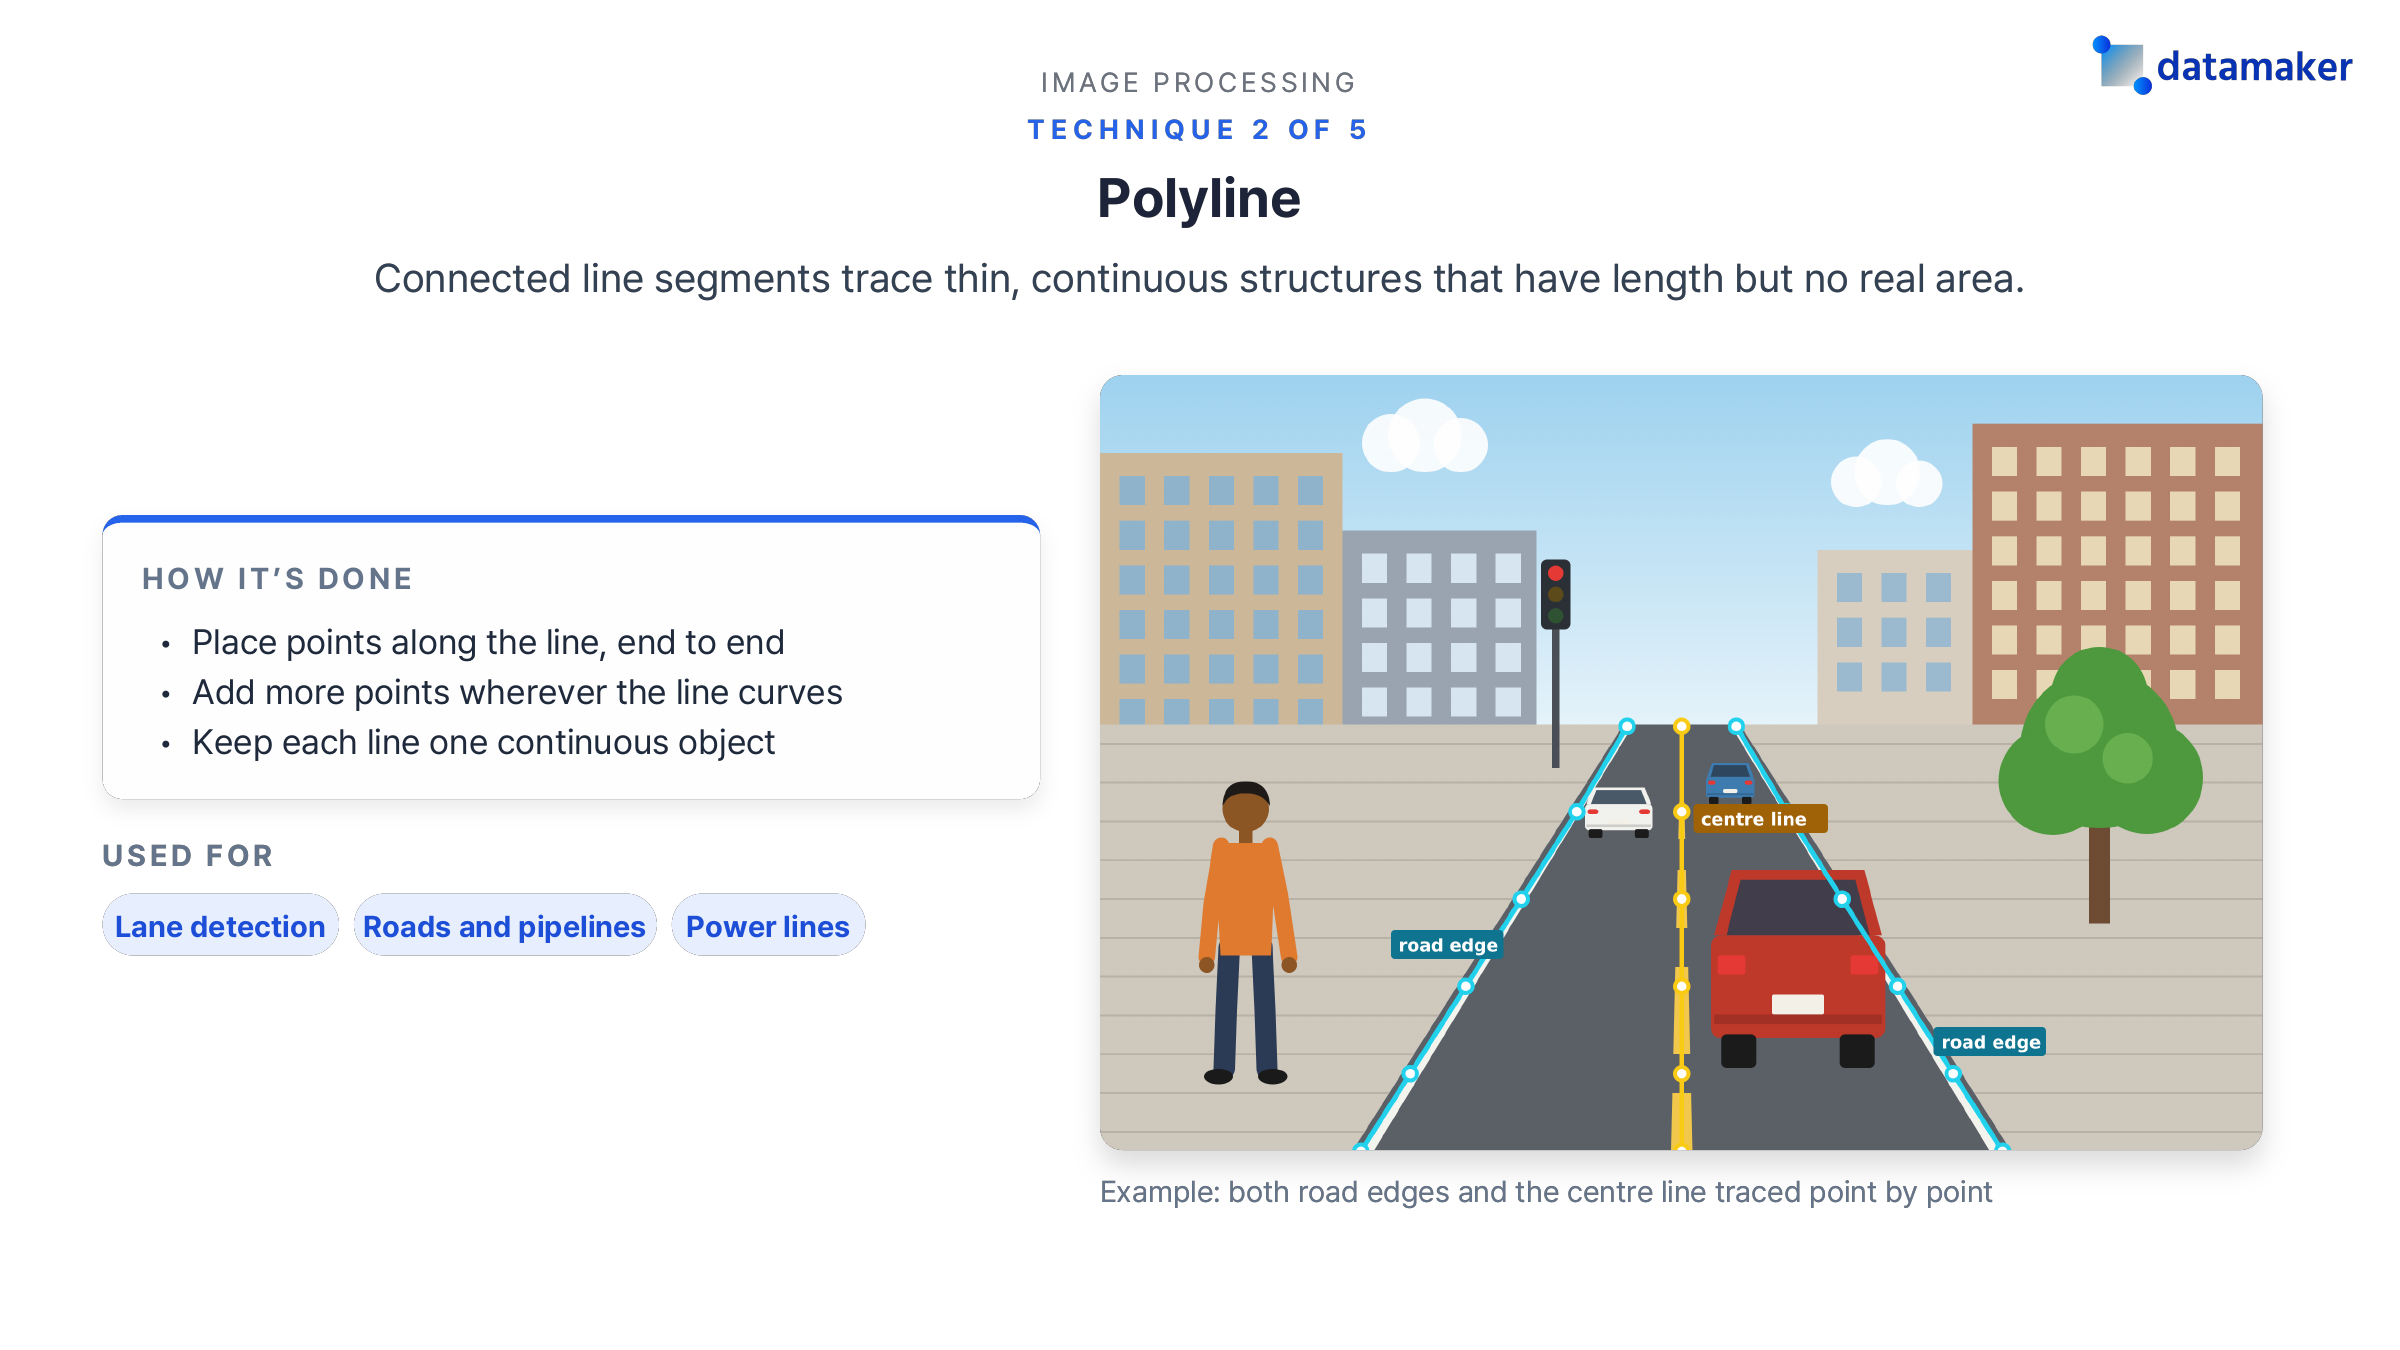 datamaker
IMAGE PROCESSING
TECHNIQUE 2 OF 5
Polyline
Connected line segments trace thin, continuous structures that have length but no real area.
HOW IT’S DONE
• Place points along the line, end to end
• Add more points wherever the line curves
• Keep each line one continuous object
USED FOR
Lane detection
Roads and pipelines
Power lines
centre line
road edge
road edge
Example: both road edges and the centre line traced point by point